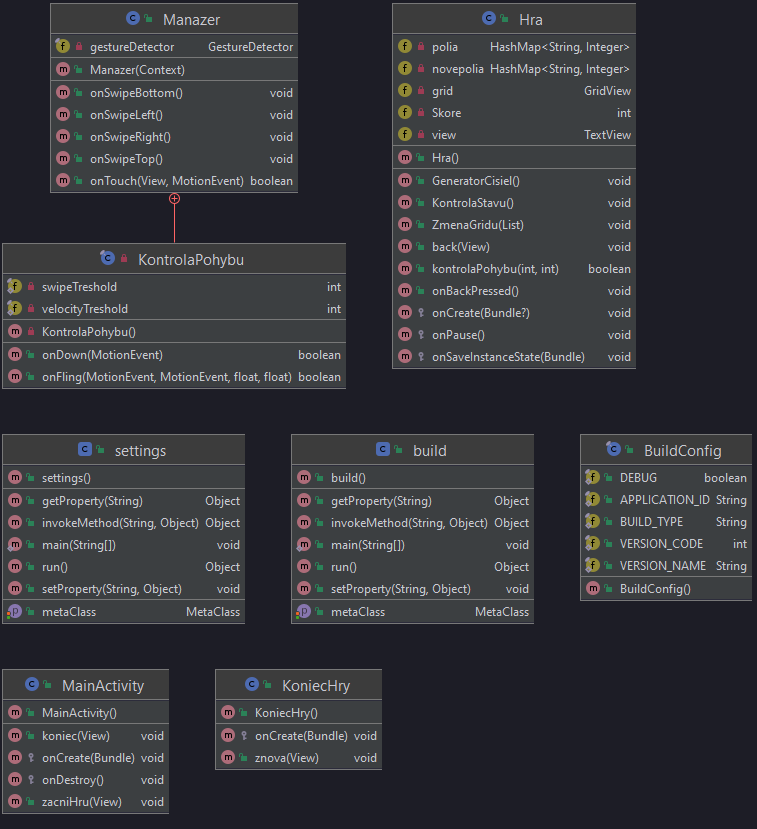 Manazer
gestureDetector GestureDetector
Manazer(Context)
onSwipeBottom() void
onSwipeLeft() void
onSwipeRight() void
onSwipeTop() void
onTouch(View, MotionEvent) boolean
Hra
polia HashMap<String, Integer>
novepolia HashMap<String, Integer>
grid GridView
Skore int
view TextView
Hra()
GeneratorCisiel() void
KontrolaStavu() void
ZmenaGridu(List) void
back(View) void
kontrolaPohybu(int, int) boolean
onBackPressed() void
onCreate(Bundle?) void
onPause() void
onSaveInstanceState(Bundle) void
KontrolaPohybu
swipeTreshold int
velocityTreshold int
KontrolaPohybu()
onDown(MotionEvent) boolean
onFling(MotionEvent, MotionEvent, float, float) boolean
settings
settings()
getProperty(String) Object
invokeMethod(String, Object) Object
main(String[]) void
run() Object
setProperty(String, Object) void
metaClass MetaClass
build
build()
getProperty(String) Object
invokeMethod(String, Object) Object
main(String[]) void
run() Object
setProperty(String, Object) void
metaClass MetaClass
BuildConfig
DEBUG boolean
APPLICATION_ID String
BUILD_TYPE String
VERSION_CODE int
VERSION_NAME String
BuildConfig()
MainActivity
MainActivity()
koniec(View) void
onCreate(Bundle) void
onDestroy() void
zacniHru(View) void
KoniecHry
KoniecHry()
onCreate(Bundle) void
znova(View) void